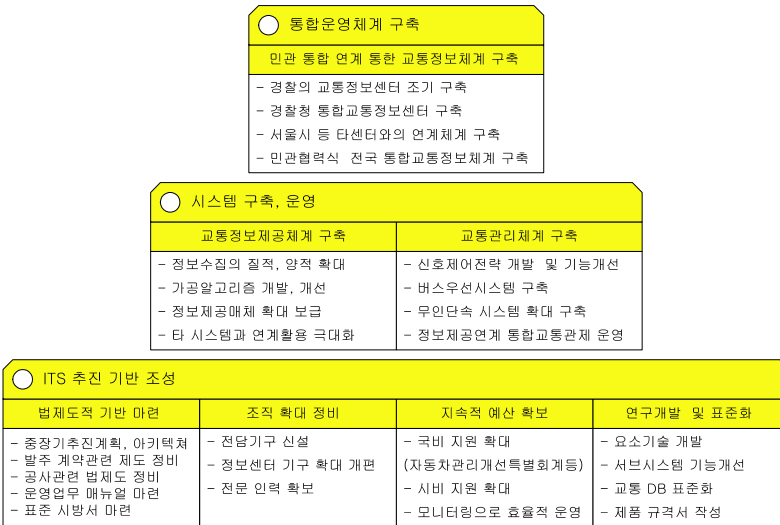 통합운영체계 구축
민관 통합 연계 통한 교통정보체계 구축
- 경찰의 교통정보센터 조기 구축
- 경찰청 통합교통정보센터 구축
- 서울시 등 타센터와의 연계체계 구축
- 민관협력식 전국 통합교통정보체계 구축
시스템 구축, 운영
교통정보제공체계 구축
- 정보수집의 질적, 양적 확대
- 가공알고리즘 개발, 개선
- 정보제공매체 확대 보급
- 타 시스템과 연계활용 극대화
교통관리체계 구축
- 신호제어전략 개발 및 기능개선
- 버스우선시스템 구축
- 무인단속 시스템 확대 구축
- 정보제공연계 통합교통관제 운영
ITS 추진 기반 조성
법제도적 기반 마련
- 중장기추진계획, 아키텍쳐
- 발주 계약관련 제도 정비
- 공사관련 법제도 정비
- 운영업무 매뉴얼 마련
- 표준 시방서 마련
조직 확대 정비
- 전담기구 신설
- 정보센터 기구 확대 개편
- 전문 인력 확보
지속적 예산 확보
- 국비 지원 확대
(자동차관리개선특별회계등)
- 시비 지원 확대
- 모니터링으로 효율적 운영
연구개발 및 표준화
- 요소기술 개발
- 서브시스템 기능개선
- 교통 DB 표준화
- 제품 규격서 작성